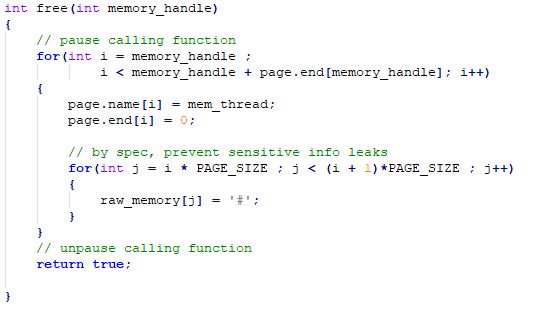 int free(int memory_handle)
{
// pause calling function
for(int i = memory_handle ;
i < memory_handle + page.end[memory_handle]; i++)
{
page.name[i] = mem_thread;
page.end[i] = 0;
// by spec, prevent sensitive info leaks
for(int j = i * PAGE_SIZE ; j < (i + 1)*PAGE_SIZE ; j++)
{
raw_memory[j] = '#';
}
}
// unpause calling function
return true;
}